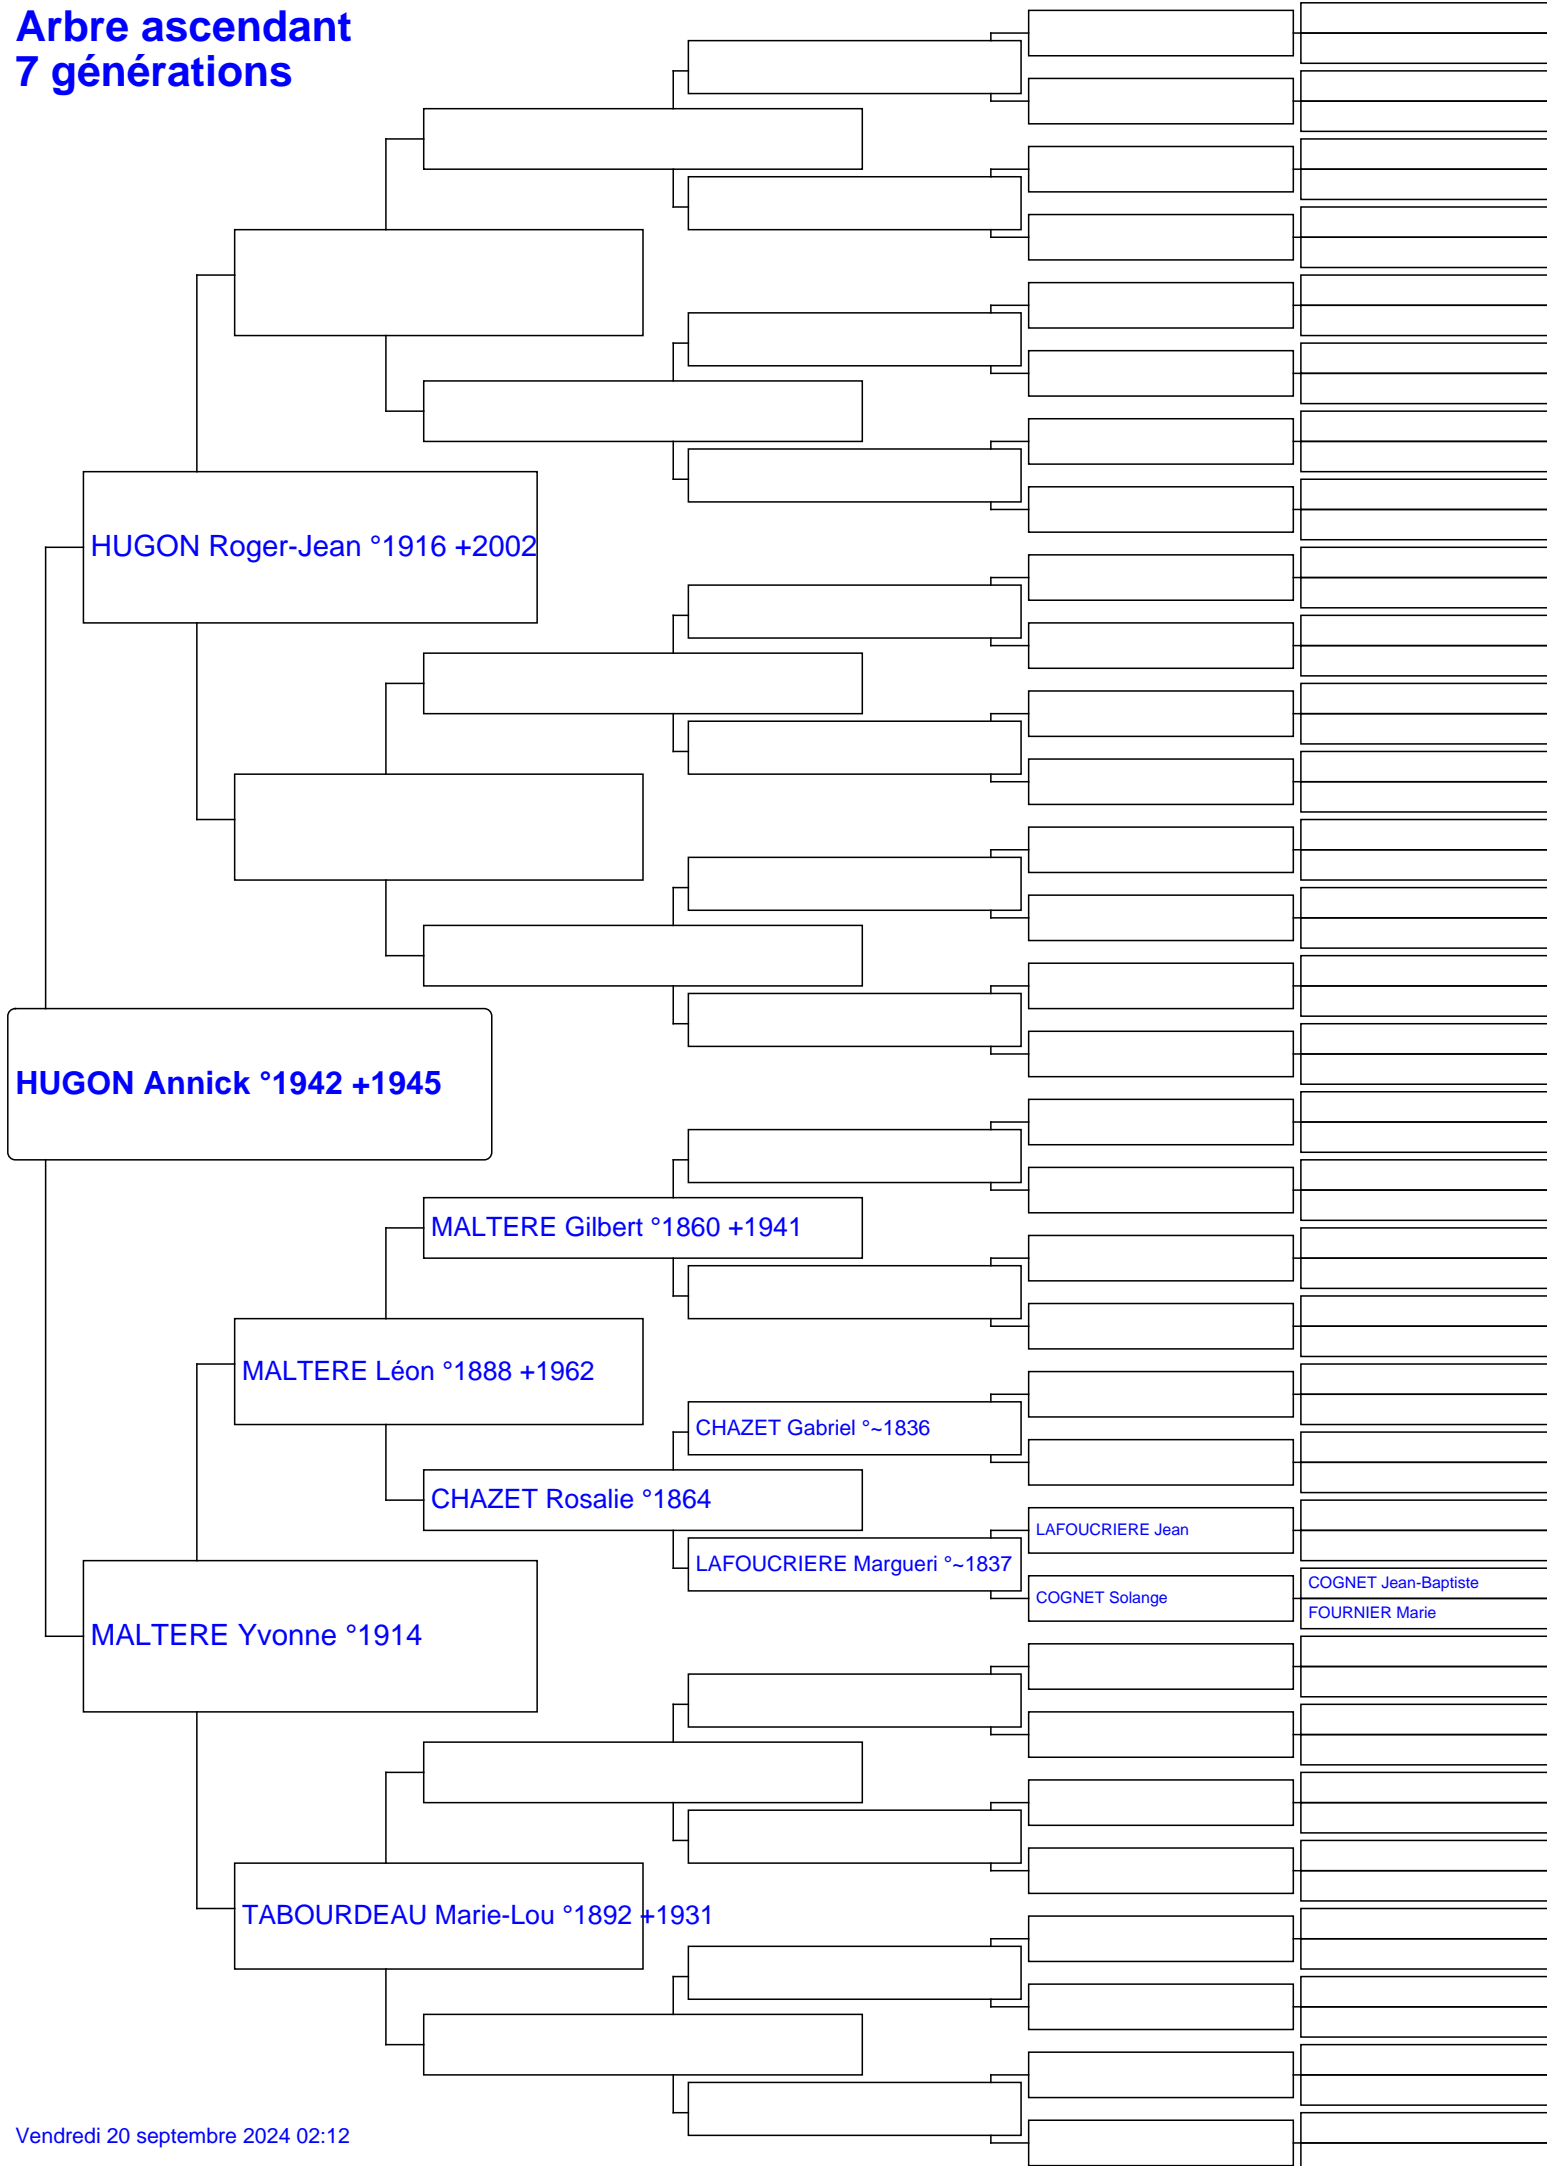 Arbre ascendant
7 générations
HUGON Roger-Jean °1916 +2002
HUGON Annick °1942 +1945
MALTERE Gilbert °1860 +1941
MALTERE Léon °1888 +1962
CHAZET Gabriel °~1836
CHAZET Rosalie °1864
LAFOUCRIERE Jean
LAFOUCRIERE Margueri °~1837
COGNET Jean-Baptiste
COGNET Solange
FOURNIER Marie
MALTERE Yvonne °1914
TABOURDEAU Marie-Lou °1892 +1931
Vendredi 20 septembre 2024 02:12